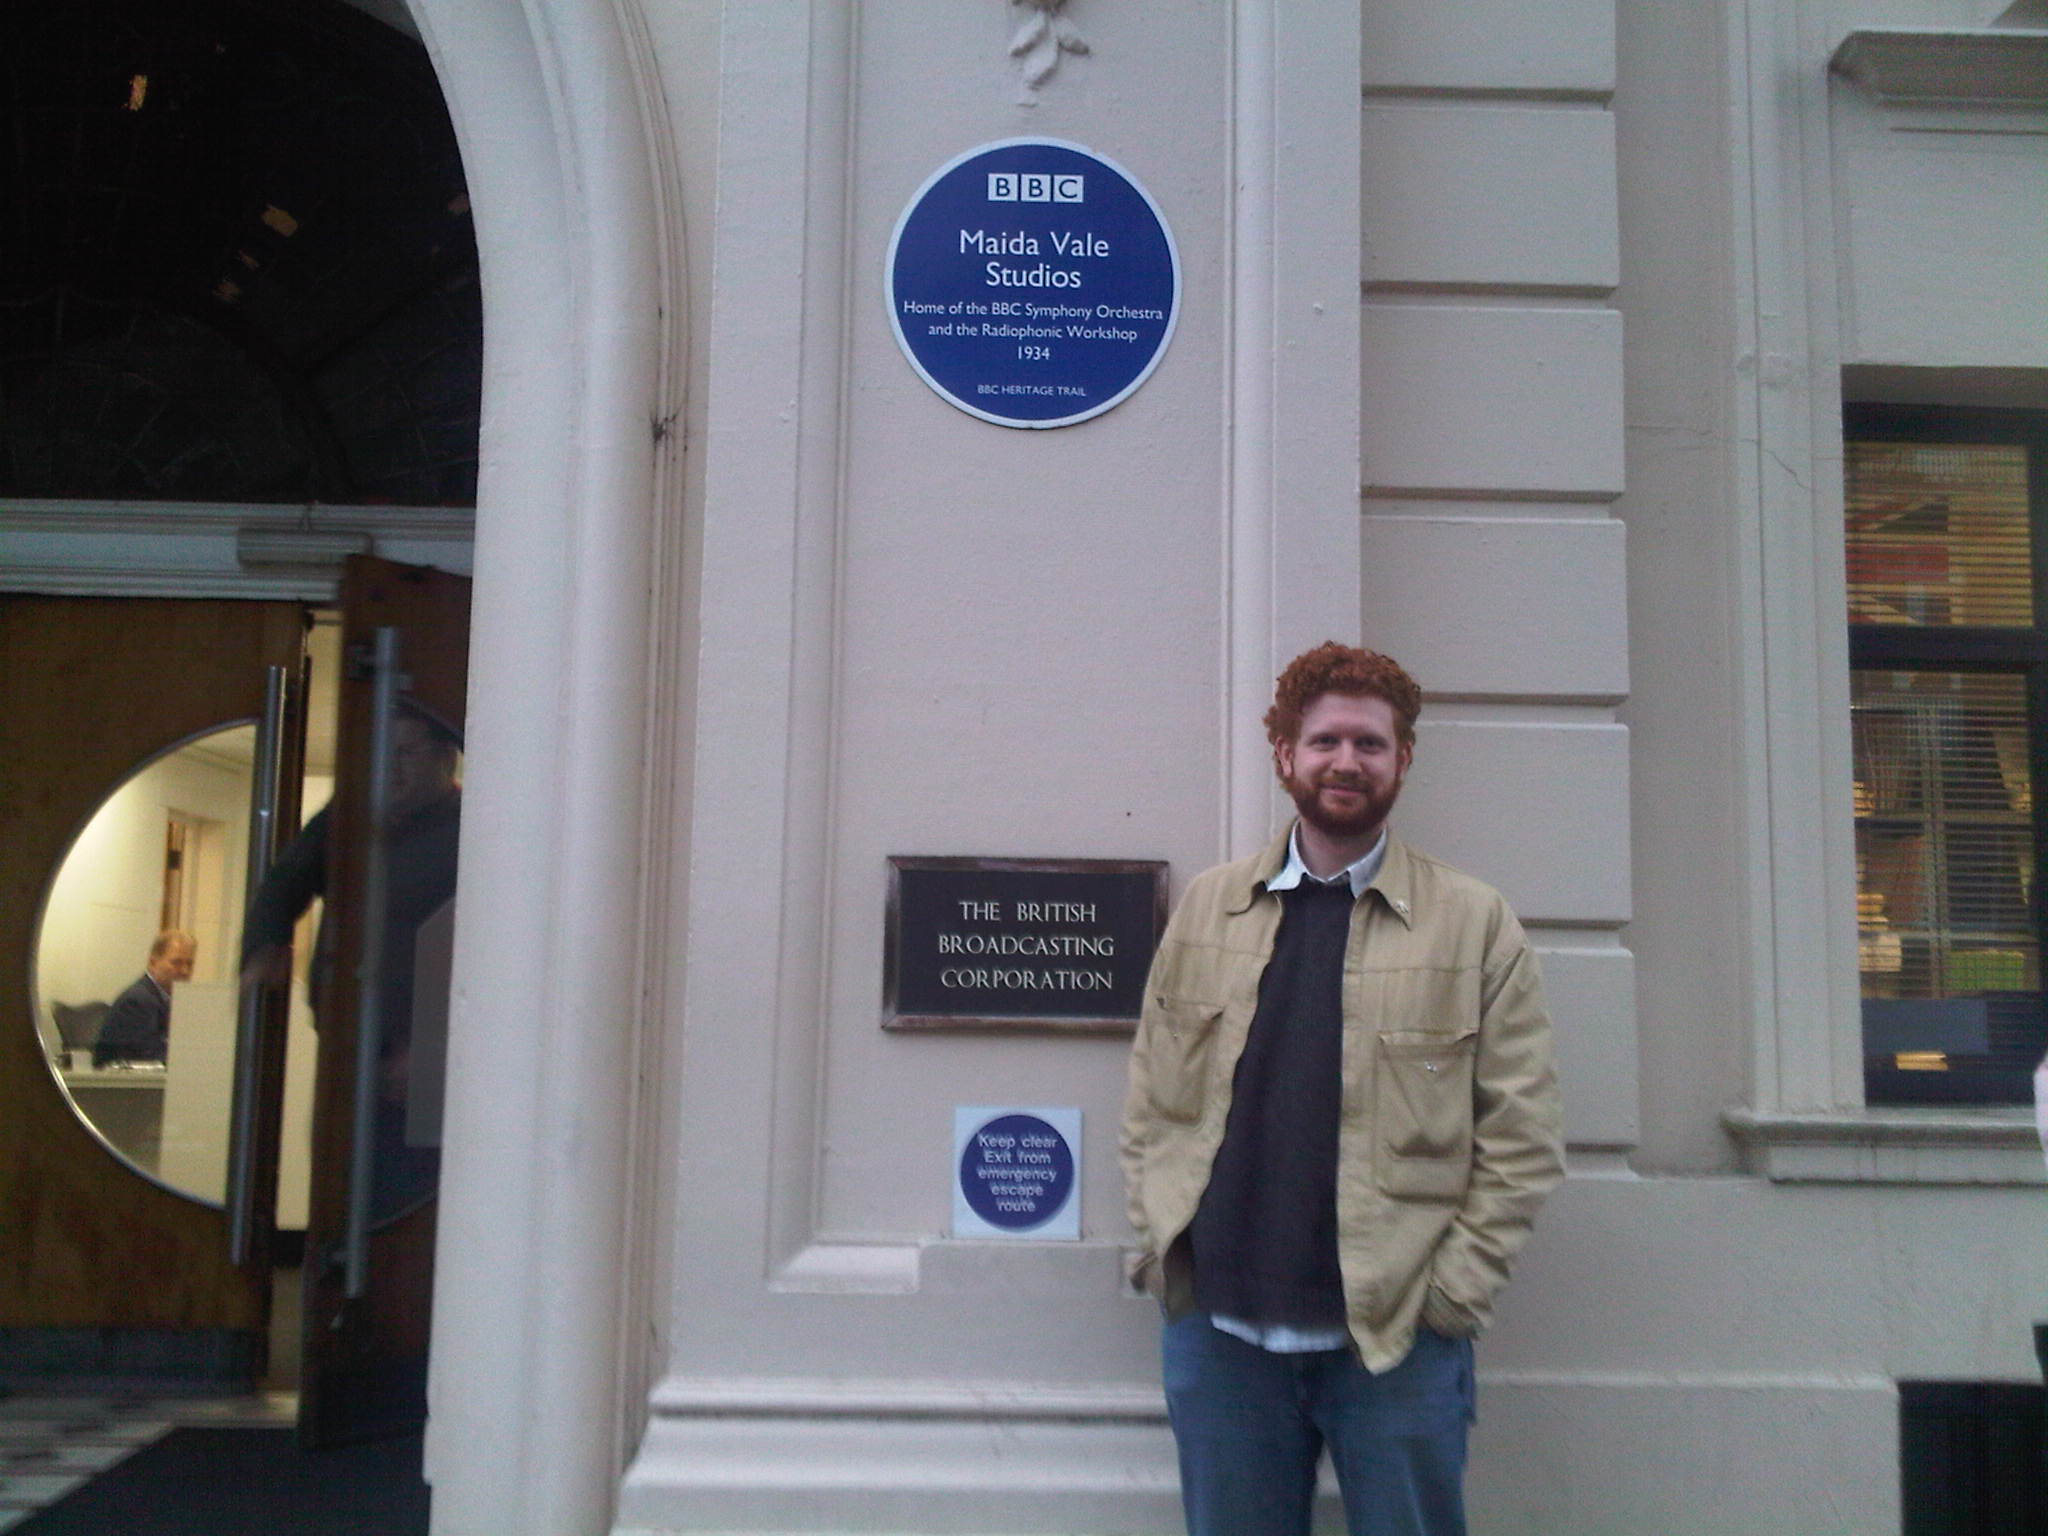 BBC
Maida Vale
Studios
Home of the BBC Symphony Orchestra
and the Radiophonic Workshop
1934
BBC HERITAGE TRAIL
THE BRITISH
BROADCASTING
CORPORATION
Keep clear
Exit from
emergency
escape
route